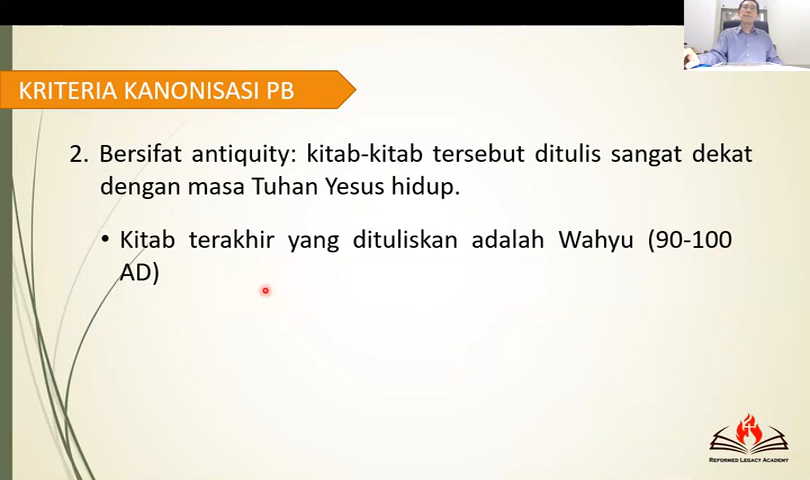 KRITERIA KANONISASI PB
2. Bersifat antiquity: kitab-kitab tersebut ditulis sangat dekat
dengan masa Tuhan Yesus hidup.
• Kitab terakhir yang dituliskan adalah Wahyu (90-100
AD)
REFORMED LEGACY ACADEMY